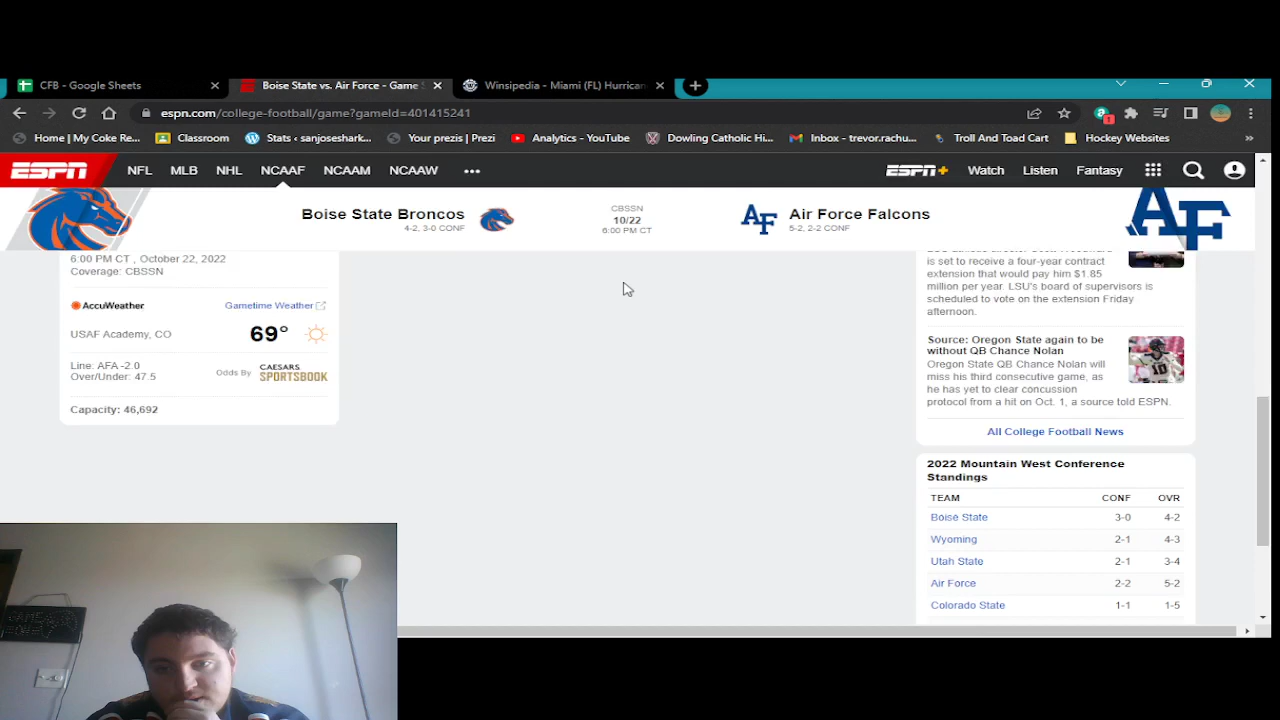 CFB - Google Sheets
Boise State vs. Air Force - Game
Winsipedia - Miami (FL) Hurrican
espn.com/college-football/game?gameId=401415241
Home | My Coke Re... Classroom Stats ‹ sanjoseshark... Your prezis | Prezi Analytics - YouTube Dowling Catholic Hi... Inbox - trevor.rachu... Troll And Toad Cart Hockey Websites »
ESPN NFL MLB NHL NCAAF NCAAM NCAAW ... ESPN+ Watch Listen Fantasy
Boise State Broncos
4-2, 3-0 CONF
CBSSN
10/22
6:00 PM CT
AF
Air Force Falcons
5-2, 2-2 CONF
AF
6:00 PM CT , October 22, 2022
Coverage: CBSSN
AccuWeather Gametime Weather
USAF Academy, CO 69°
Line: AFA -2.0
Over/Under: 47.5
Odds By CAESARS
SPORTSBOOK
Capacity: 46,692
is set to receive a four-year contract
extension that would pay him $1.85
million per year. LSU's board of supervisors is
scheduled to vote on the extension Friday
afternoon.
Source: Oregon State again to be
without QB Chance Nolan
Oregon State QB Chance Nolan will
miss his third consecutive game, as
he has yet to clear concussion
protocol from a hit on Oct. 1, a source told ESPN.
All College Football News
2022 Mountain West Conference
Standings
TEAM CONF OVR
Boise State 3-0 4-2
Wyoming 2-1 4-3
Utah State 2-1 3-4
Air Force 2-2 5-2
Colorado State 1-1 1-5